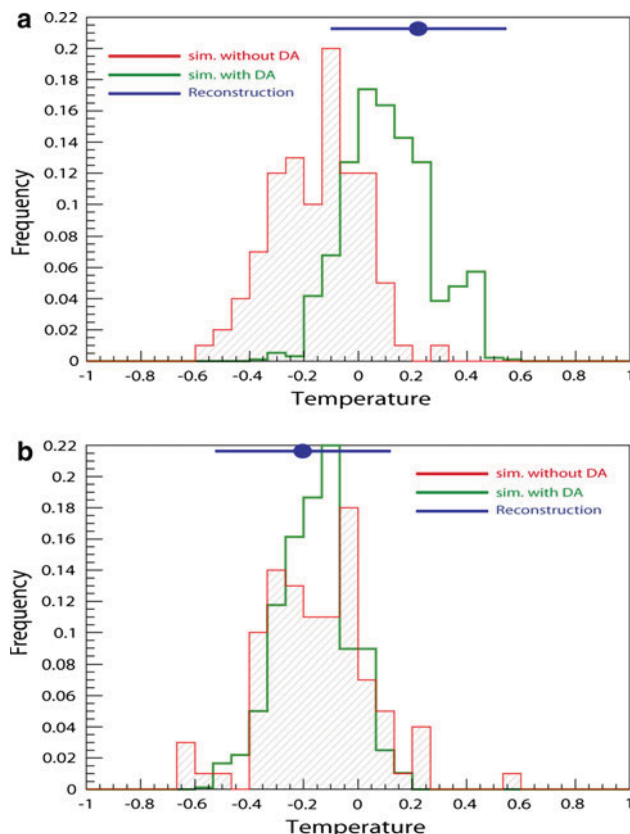 a
0.22
0.2
0.18
0.16
0.14
0.12
0.1
0.08
0.06
0.04
0.02
0
Frequency
sim. without DA
sim. with DA
Reconstruction
-1 -0.8 -0.6 -0.4 -0.2 0 0.2 0.4 0.6 0.8 1
Temperature
b
0.22
0.2
0.18
0.16
0.14
0.12
0.1
0.08
0.06
0.04
0.02
0
Frequency
sim. without DA
sim. with DA
Reconstruction
-1 -0.8 -0.6 -0.4 -0.2 0 0.2 0.4 0.6 0.8 1
Temperature